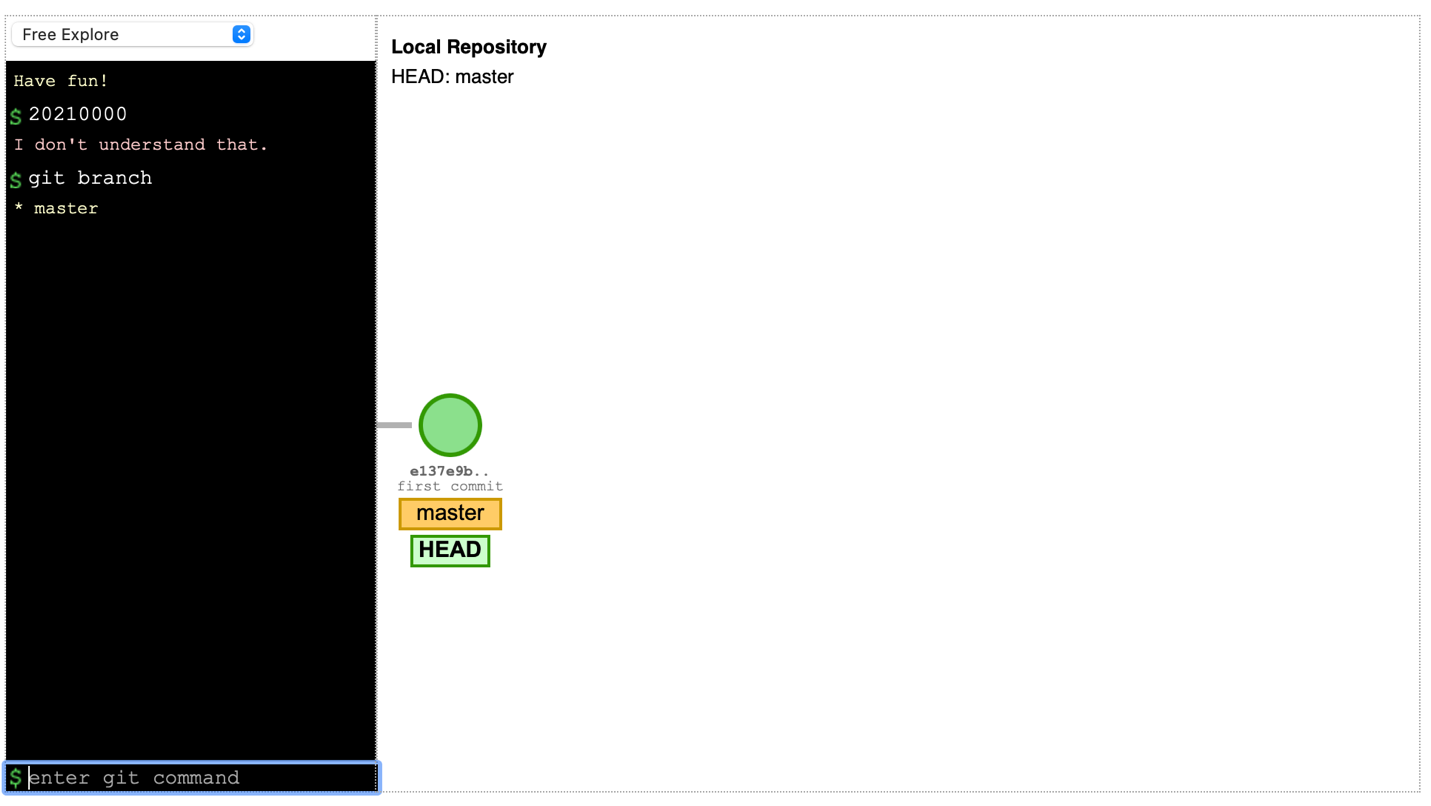 Free Explore
Have fun!
$ 20210000
I don't understand that.
$ git branch
* master
$ enter git command
Local Repository
HEAD: master
e137e9b..
first commit
master
HEAD